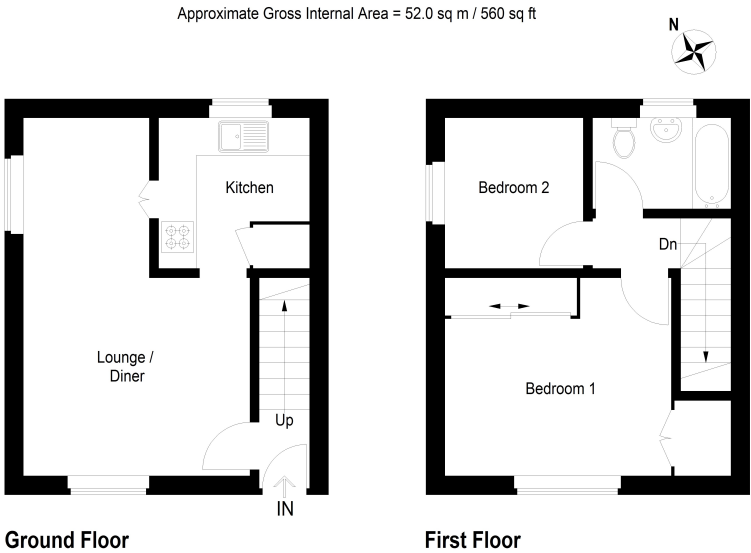 Approximate Gross Internal Area = 52.0 sq m / 560 sq ft
N
Kitchen
Lounge /
Diner
Up
IN
Ground Floor
Bedroom 2
Dn
Bedroom 1
First Floor